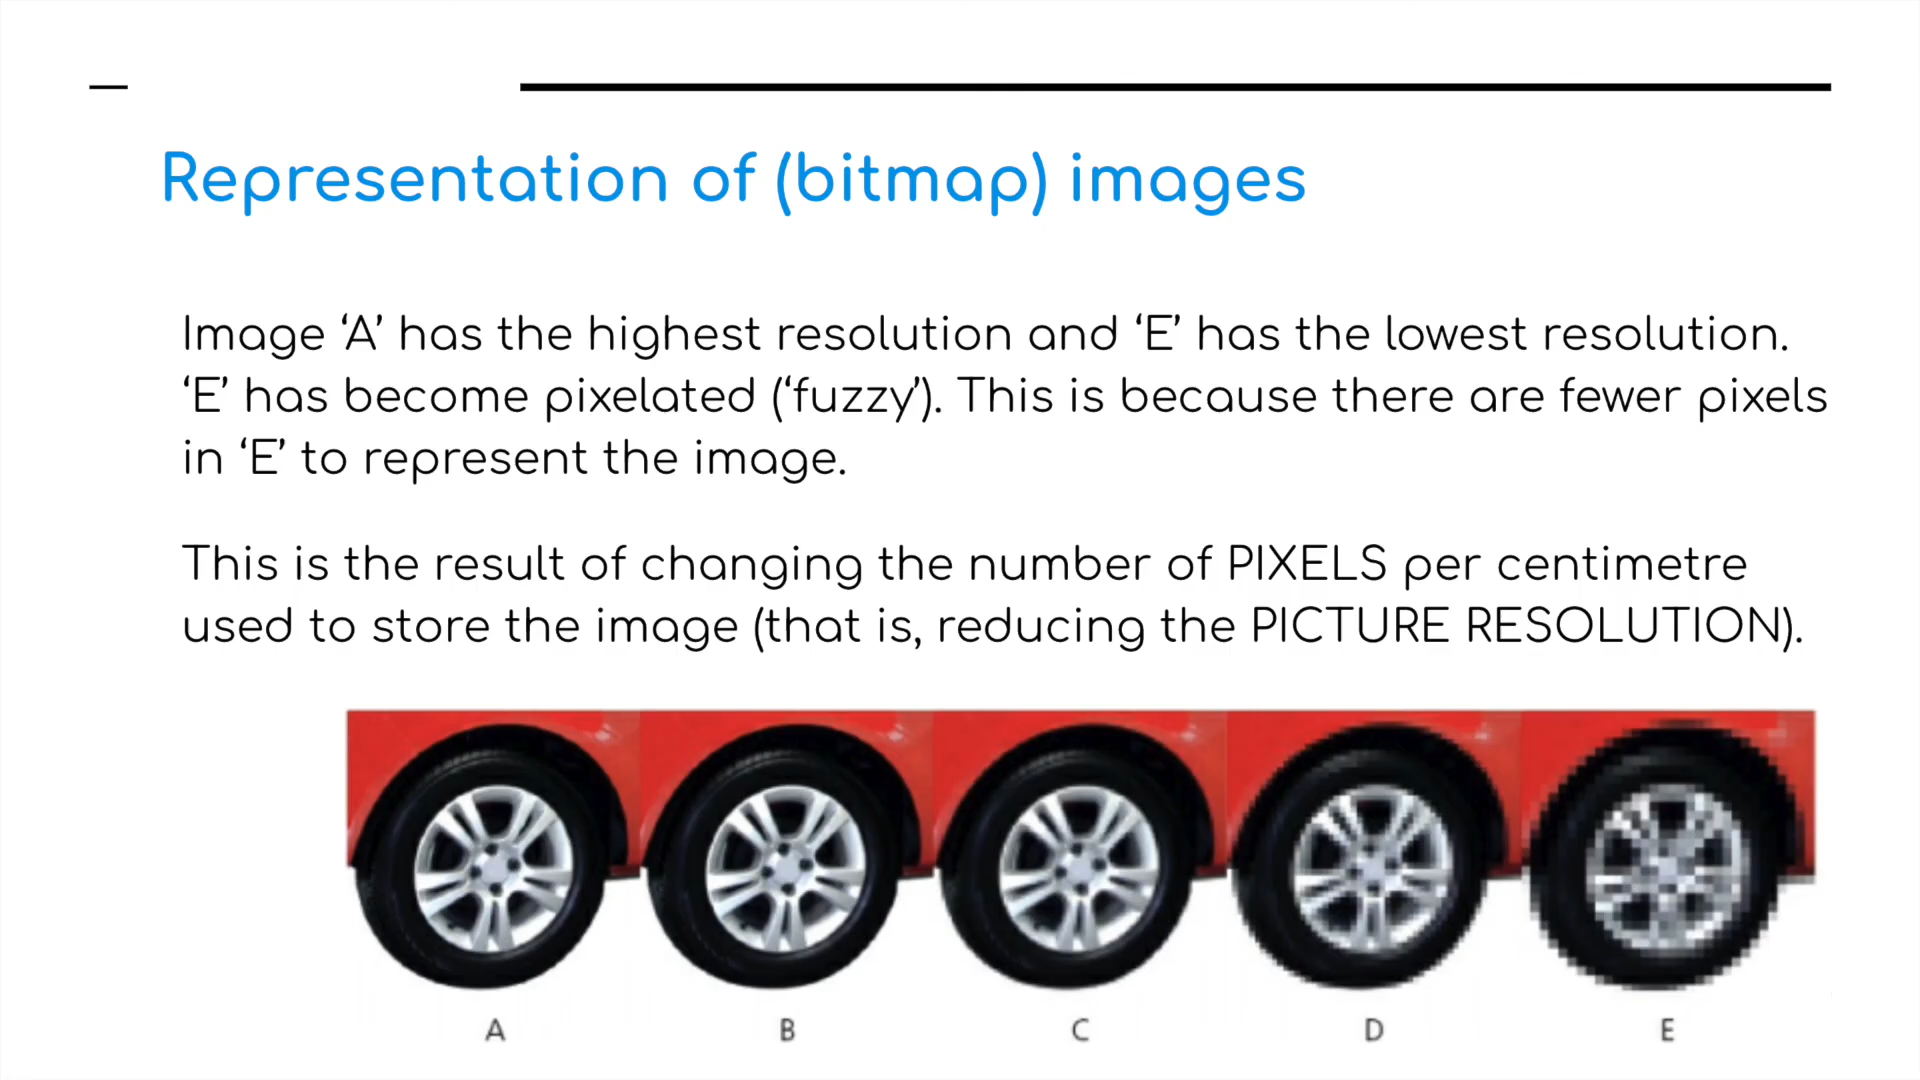 Representation of (bitmap) images
Image ‘A’ has the highest resolution and ‘E’ has the lowest resolution.
‘E’ has become pixelated (‘fuzzy’). This is because there are fewer pixels
in ‘E’ to represent the image.
This is the result of changing the number of PIXELS per centimetre
used to store the image (that is, reducing the PICTURE RESOLUTION).
A B C D E